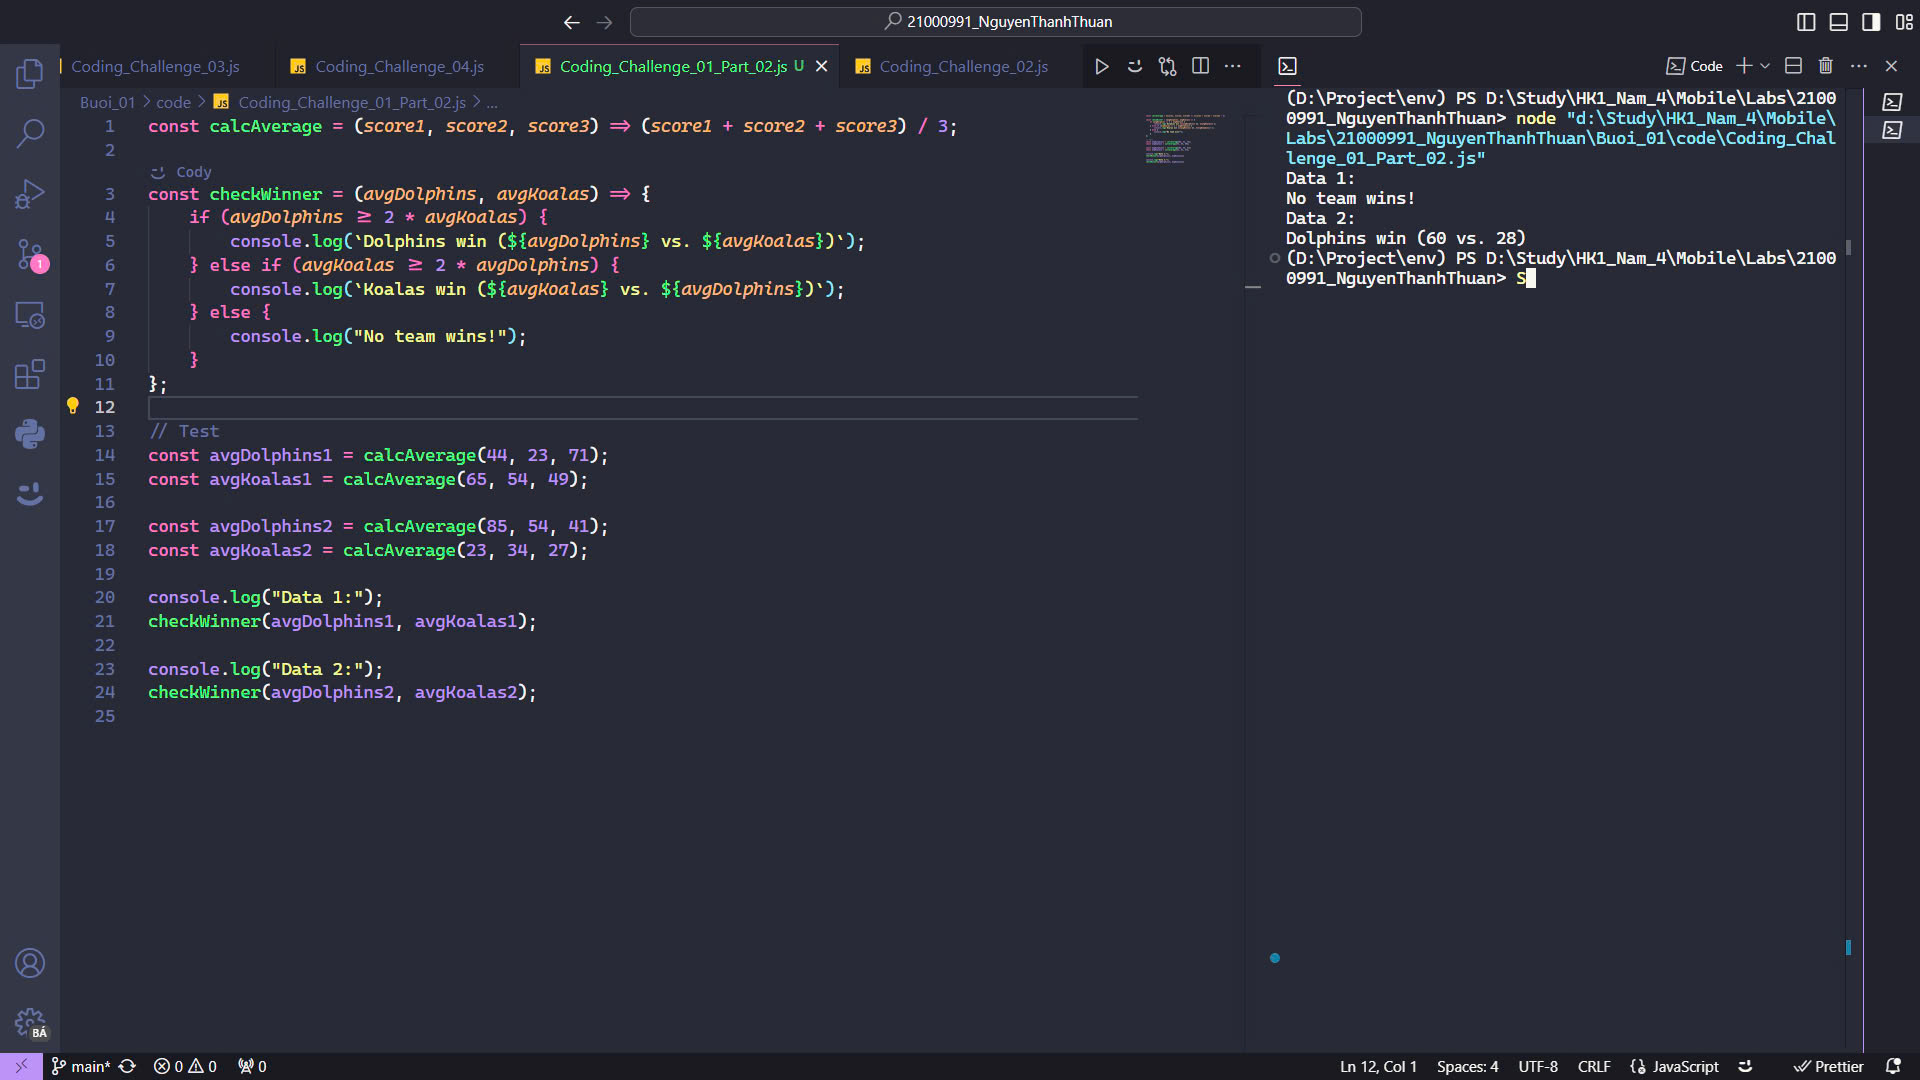 21000991_NguyenThanhThuan
Coding_Challenge_03.js
Coding_Challenge_04.js
Coding_Challenge_01_Part_02.js U
Coding_Challenge_02.js
Buoi_01 > code > JS Coding_Challenge_01_Part_02.js > ...
1 const calcAverage = (score1, score2, score3) => (score1 + score2 + score3) / 3;
2
Cody
3 const checkWinner = (avgDolphins, avgKoalas) => {
4 if (avgDolphins ≥ 2 * avgKoalas) {
5 console.log(`Dolphins win (${avgDolphins} vs. ${avgKoalas})`);
6 } else if (avgKoalas ≥ 2 * avgDolphins) {
7 console.log(`Koalas win (${avgKoalas} vs. ${avgDolphins})`);
8 } else {
9 console.log("No team wins!");
10 }
11 };
12
13 // Test
14 const avgDolphins1 = calcAverage(44, 23, 71);
15 const avgKoalas1 = calcAverage(65, 54, 49);
16
17 const avgDolphins2 = calcAverage(85, 54, 41);
18 const avgKoalas2 = calcAverage(23, 34, 27);
19
20 console.log("Data 1:");
21 checkWinner(avgDolphins1, avgKoalas1);
22
23 console.log("Data 2:");
24 checkWinner(avgDolphins2, avgKoalas2);
25
Code
(D:\Project\env) PS D:\Study\HK1_Nam_4\Mobile\Labs\2100
0991_NguyenThanhThuan> node "d:\Study\HK1_Nam_4\Mobile\
Labs\21000991_NguyenThanhThuan\Buoi_01\code\Coding_Chal
lenge_01_Part_02.js"
Data 1:
No team wins!
Data 2:
Dolphins win (60 vs. 28)
(D:\Project\env) PS D:\Study\HK1_Nam_4\Mobile\Labs\2100
0991_NguyenThanhThuan> S
1
BÁ
main* 0 0 0
Ln 12, Col 1 Spaces: 4 UTF-8 CRLF JavaScript Prettier